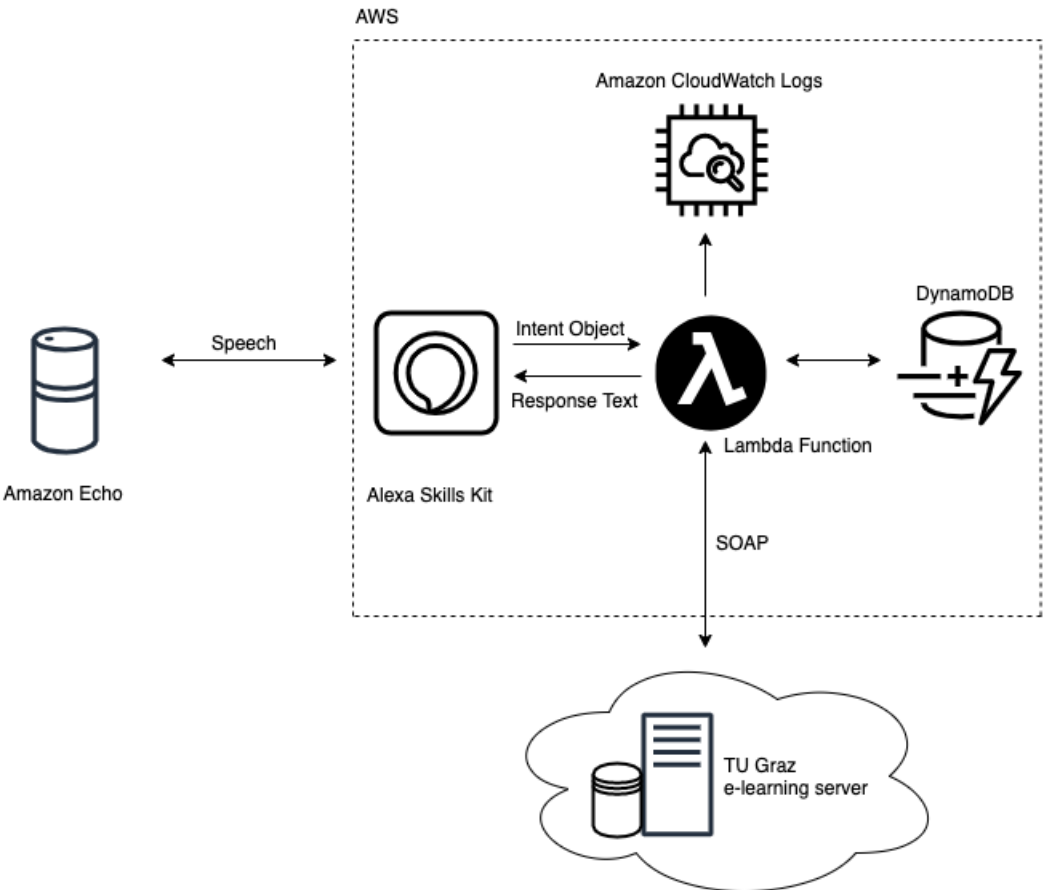 AWS
Amazon CloudWatch Logs
DynamoDB
Speech
Intent Object
Response Text
Lambda Function
Amazon Echo
Alexa Skills Kit
SOAP
TU Graz
e-learning server